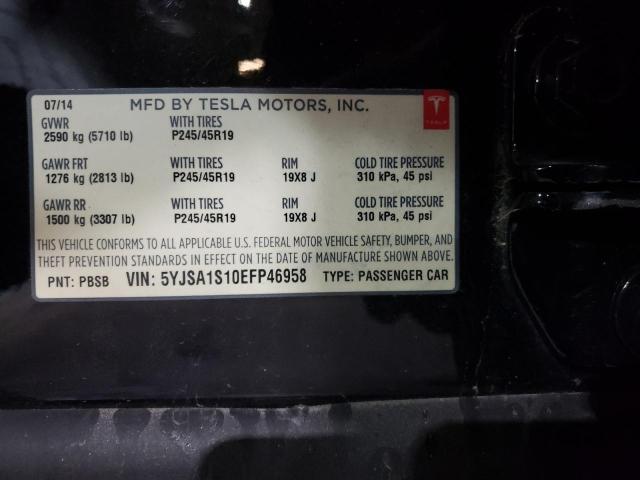 07/14 MFD BY TESLA MOTORS, INC.
TESLA
GVWR WITH TIRES
2590 kg (5710 lb) P245/45R19
GAWR FRT WITH TIRES RIM COLD TIRE PRESSURE
1276 kg (2813 lb) P245/45R19 19X8 J 310 kPa, 45 psi
GAWR RR WITH TIRES RIM COLD TIRE PRESSURE
1500 kg (3307 lb) P245/45R19 19X8 J 310 kPa, 45 psi
THIS VEHICLE CONFORMS TO ALL APPLICABLE U.S. FEDERAL MOTOR VEHICLE SAFETY, BUMPER, AND
THEFT PREVENTION STANDARDS IN EFFECT ON THE DATE OF MANUFACTURE SHOWN ABOVE.
PNT: PBSB VIN: 5YJSA1S10EFP46958 TYPE: PASSENGER CAR